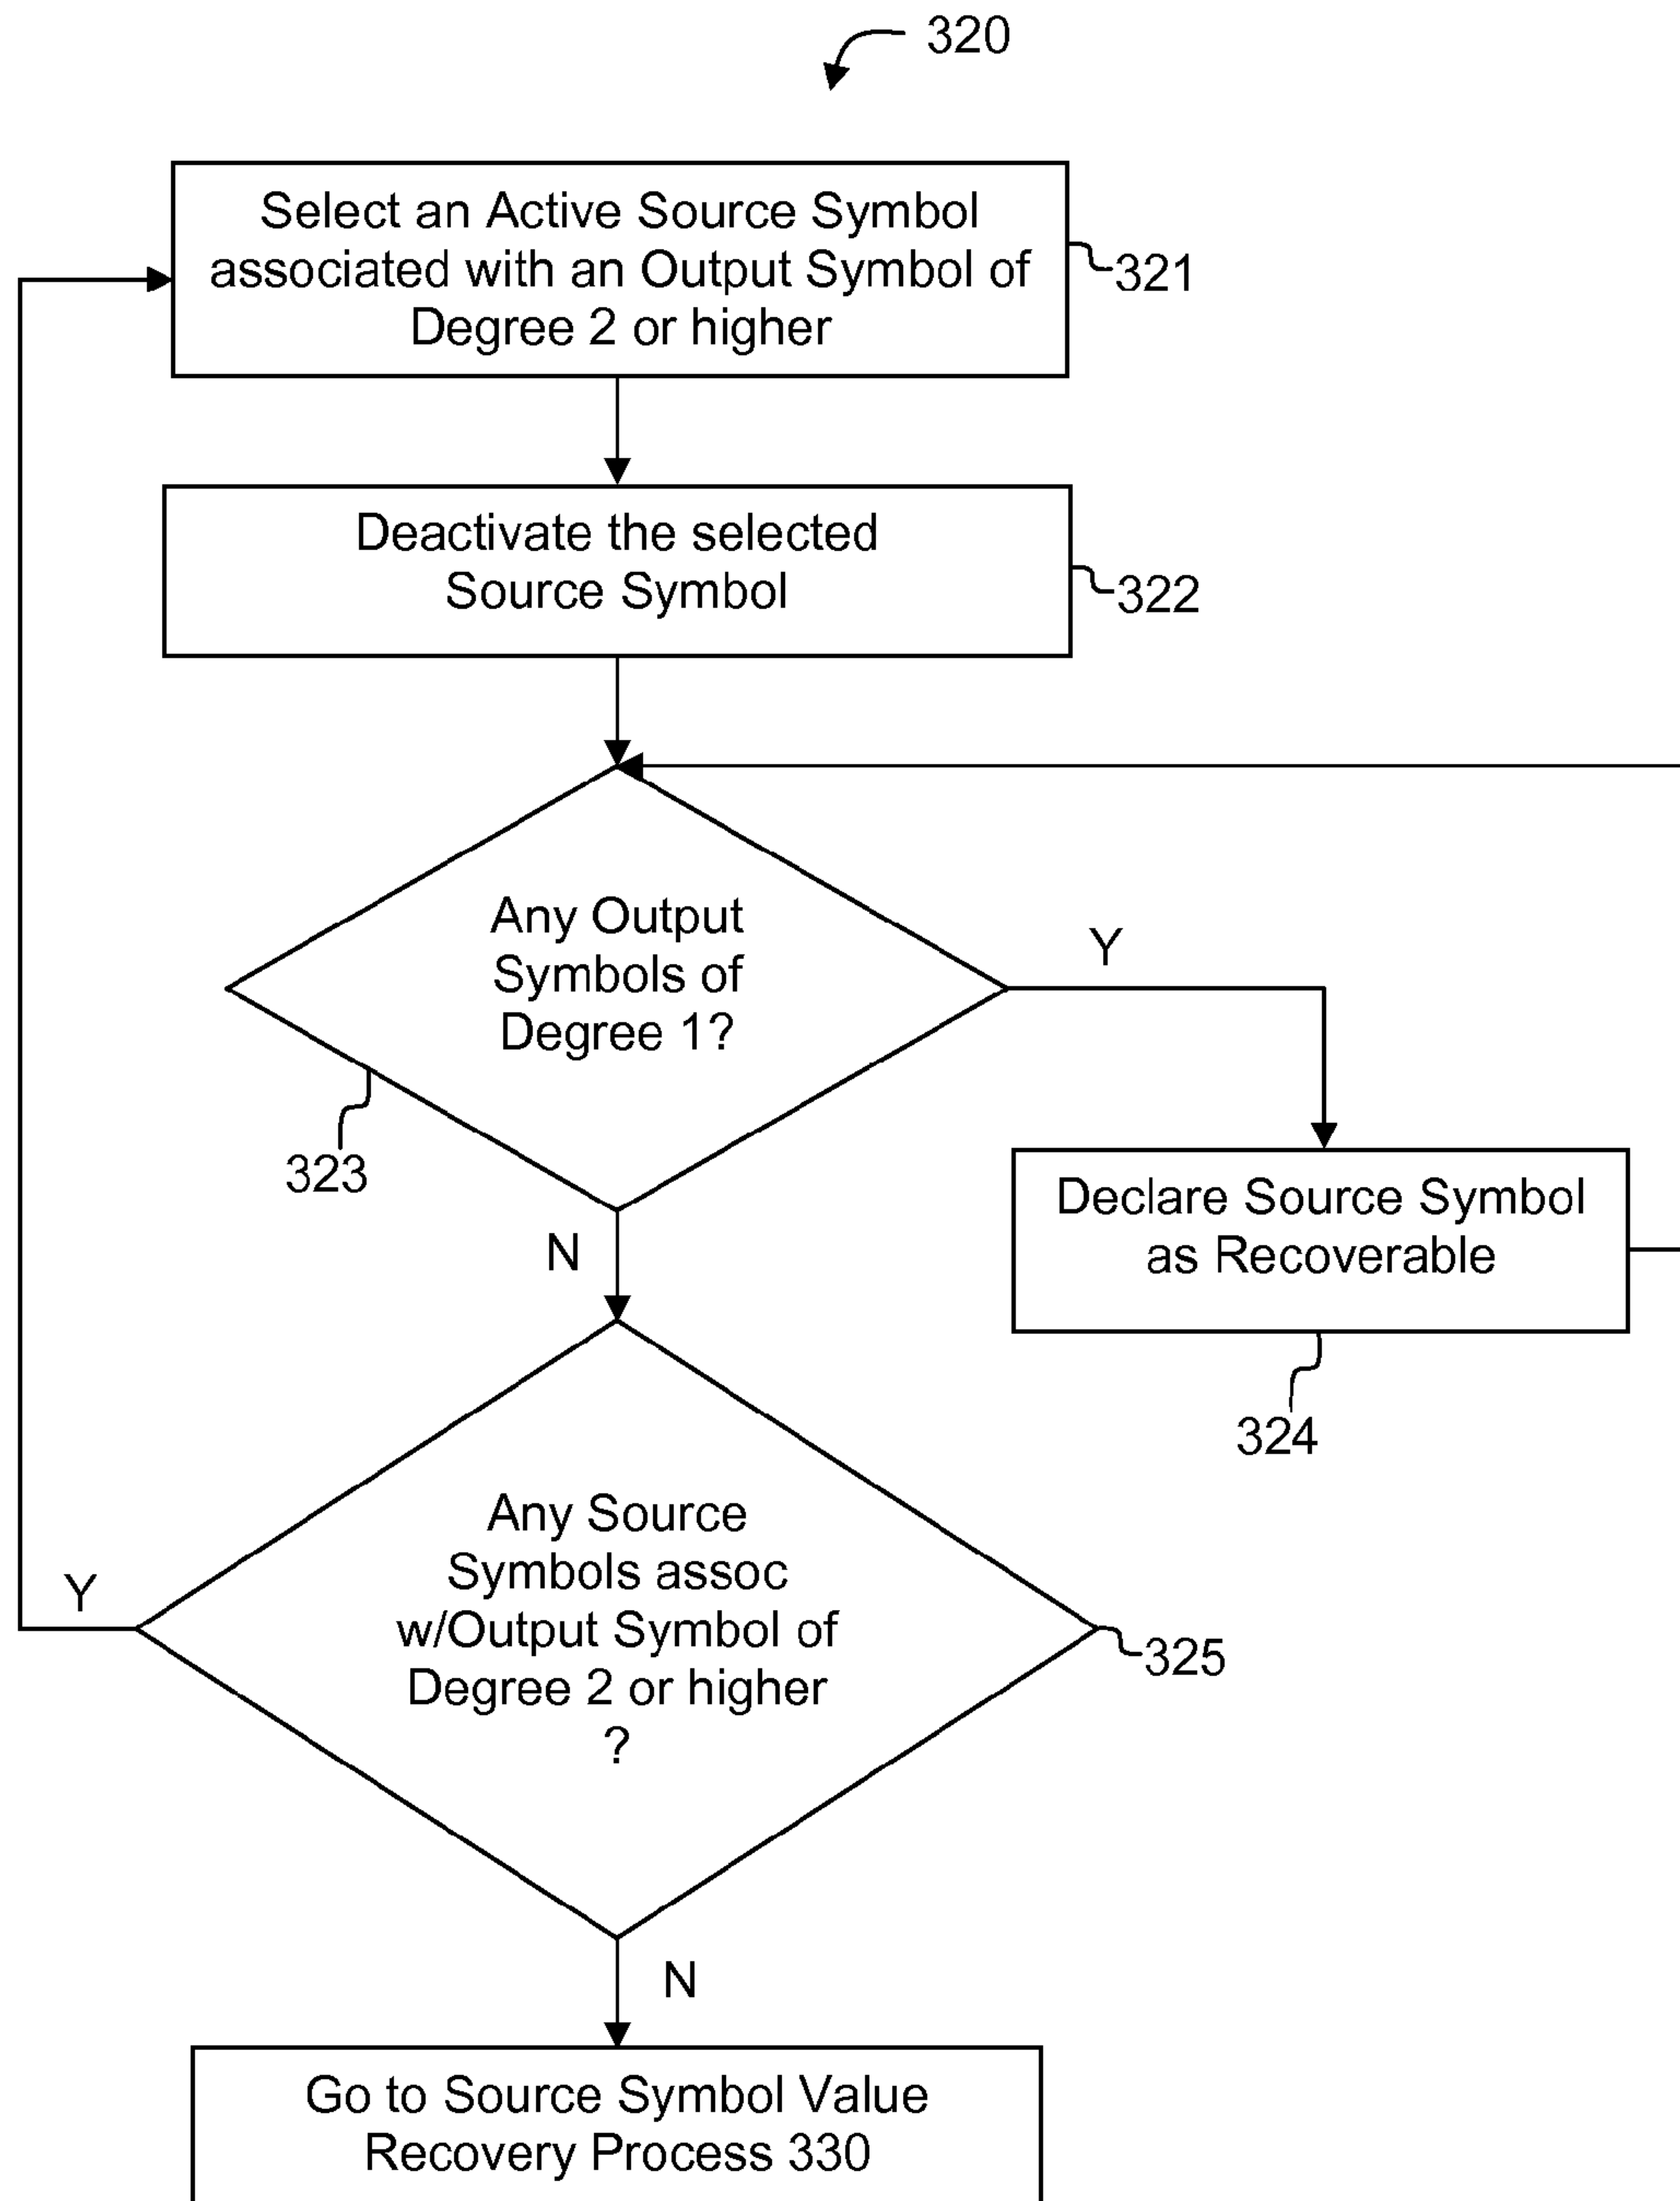 320
Select an Active Source Symbol
associated with an Output Symbol of
Degree 2 or higher
321
Deactivate the selected
Source Symbol
322
Any Output
Symbols of
Degree 1?
Y
323
N
Declare Source Symbol
as Recoverable
324
Any Source
Symbols assoc
w/Output Symbol of
Degree 2 or higher
?
Y
325
N
Go to Source Symbol Value
Recovery Process 330